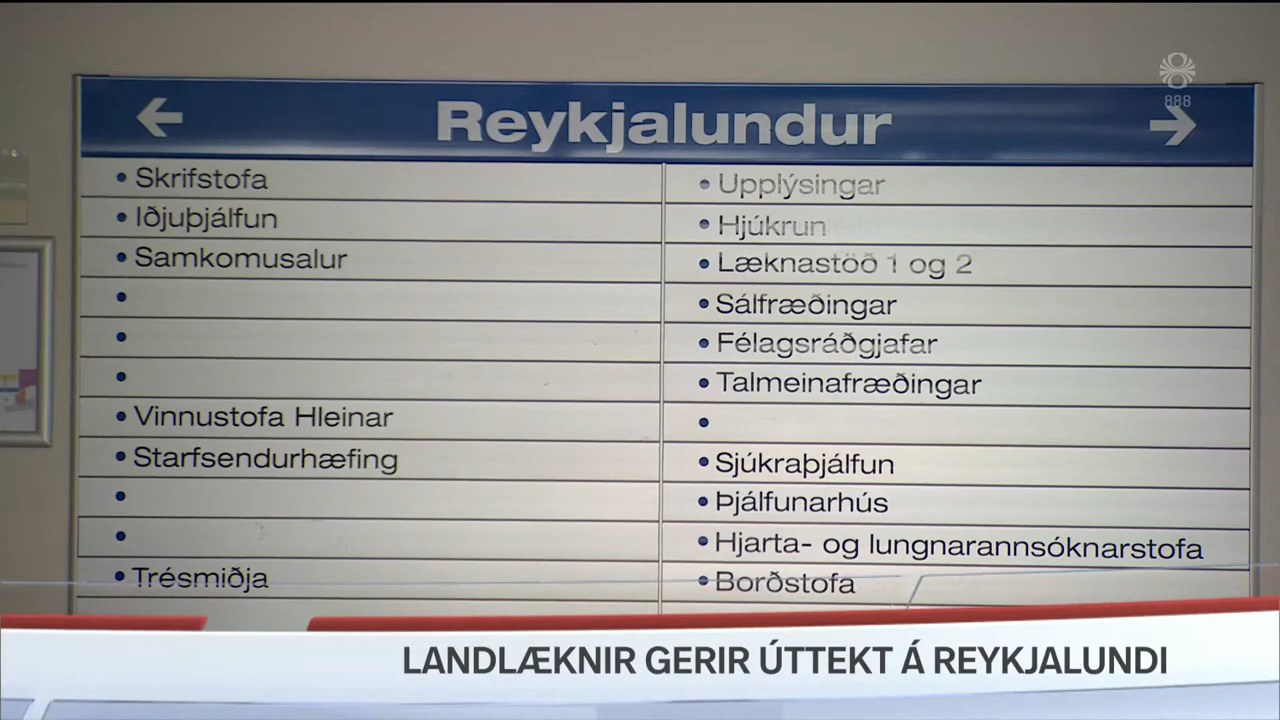 888
Reykjalundur
Skrifstofa
Iðjuþjálfun
Samkomusalur
Vinnustofa Hleinar
Starfsendurhæfing
Trésmiðja
Upplýsingar
Hjúkrun
Læknastöð 1 og 2
Sálfræðingar
Félagsráðgjafar
Talmeinafræðingar
Sjúkraþjálfun
Þjálfunarhús
Hjarta- og lungnarannsóknarstofa
Borðstofa
LANDLÆKNIR GERIR ÚTTEKT Á REYKJALUNDI